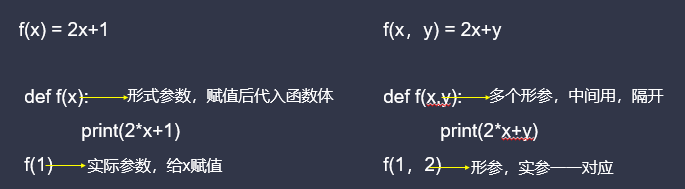 f(x) = 2x+1
def f(x): 形式参数，赋值后代入函数体
print(2*x+1)
f(1) 实际参数，给x赋值
f(x，y) = 2x+y
def f(x,y): 多个形参，中间用，隔开
print(2*x+y)
f(1，2) 形参，实参——对应